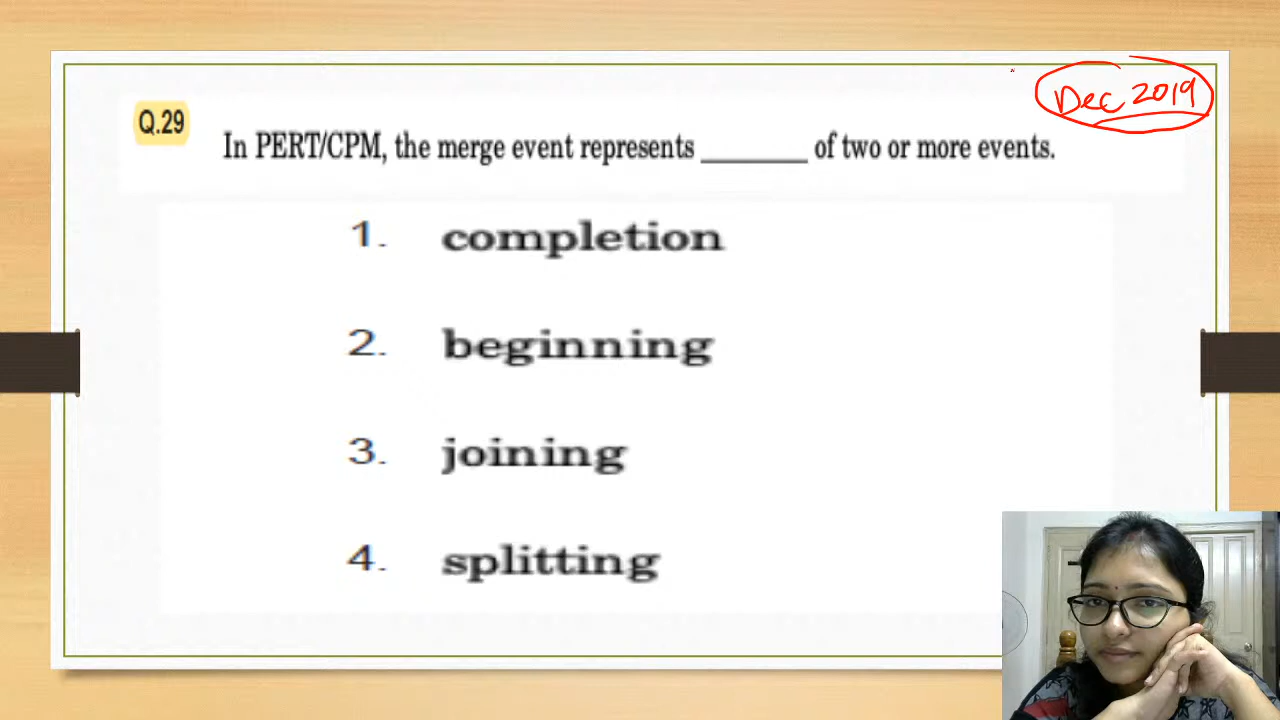 Dec 2019
Q.29
In PERT/CPM, the merge event represents ________ of two or more events.
1. completion
2. beginning
3. joining
4. splitting